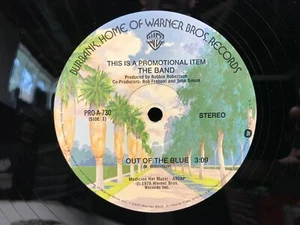 BURBANK, HOME OF WARNER BROS. RECORDS
WB
THIS IS A PROMOTIONAL ITEM
THE BAND
Produced by Robbie Robertson
Co-Producers: Rob Fraboni and John Simon
PRO-A-730
(SIDE 1)
STEREO
OUT OF THE BLUE 3:09
Medicine Hat Music - ASCAP
℗ 1978 Warner Bros.
Records Inc.